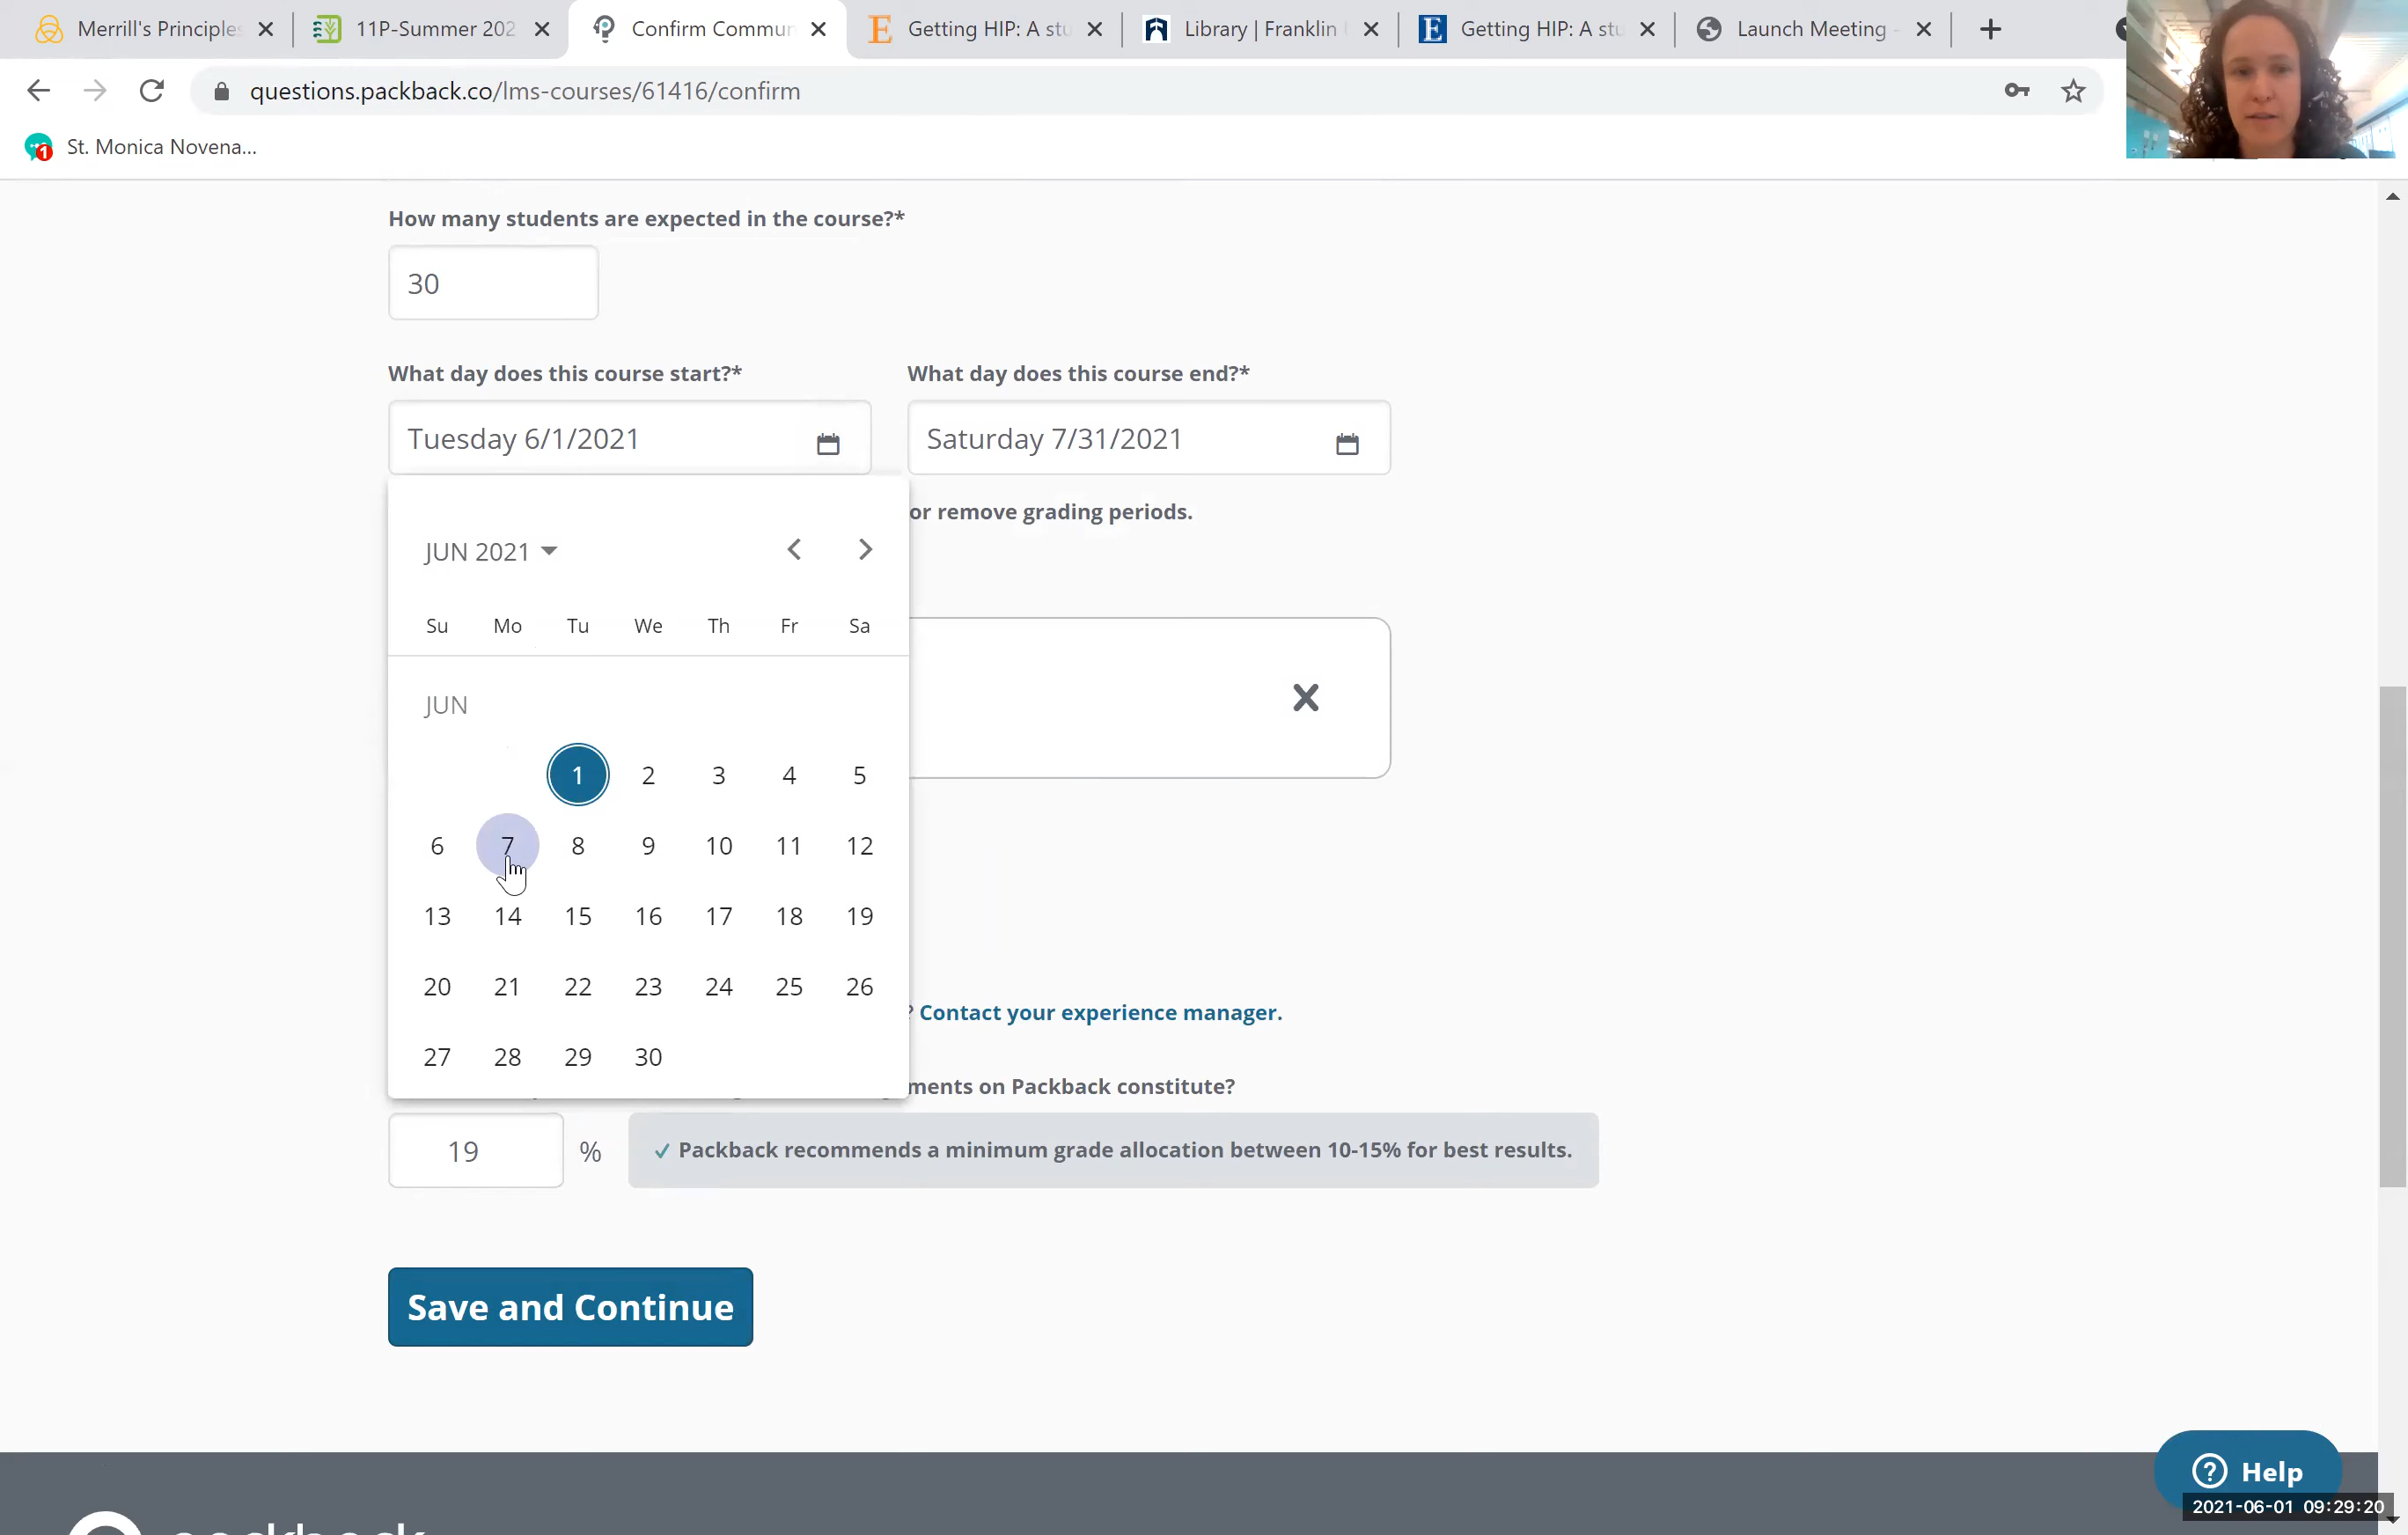 Merrill's Principles
11P-Summer 202
Confirm Commun
Getting HIP: A stu
Library | Franklin
Getting HIP: A stu
Launch Meeting -
questions.packback.co/lms-courses/61416/confirm
1
St. Monica Novena...
How many students are expected in the course?*
30
What day does this course start?*
What day does this course end?*
Tuesday 6/1/2021
Saturday 7/31/2021
or remove grading periods.
JUN 2021
Su Mo Tu We Th Fr Sa
JUN
1 2 3 4 5
6 7 8 9 10 11 12
13 14 15 16 17 18 19
20 21 22 23 24 25 26
27 28 29 30
? Contact your experience manager.
ments on Packback constitute?
19 %
✓ Packback recommends a minimum grade allocation between 10-15% for best results.
Save and Continue
? Help
2021-06-01 09:29:20
packback